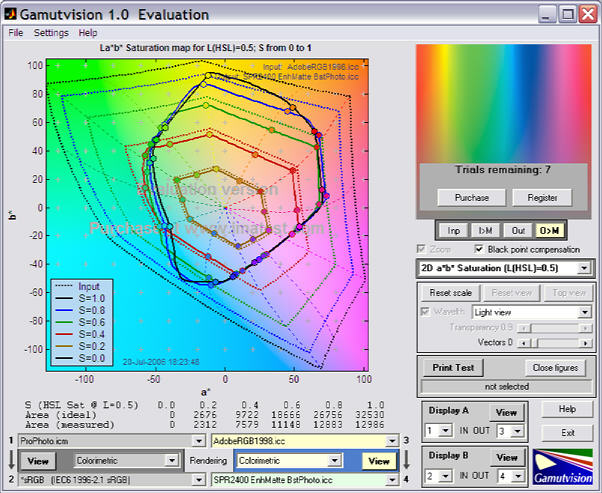 Gamutvision 1.0 Evaluation
File Settings Help
La*b* Saturation map for L(HSL)=0.5; S from 0 to 1
Input: AdobeRGB1998.icc
Output: SPR2400 EnhMatte BstPhoto.icc
100
80
60
40
20
0
-20
-40
-60
-80
-100
b*
Evaluation version
Purchase at www.imatest.com
Input
S=1.0
S=0.8
S=0.6
S=0.4
S=0.2
S=0.0
20-Jul-2006 18:23:48
-100 -50 0 50 100
a*
S (HSL Sat @ L=0.5) 0.0 0.2 0.4 0.6 0.8 1.0
Area (ideal) 0 2676 9722 18666 26756 32530
Area (measured) 0 2312 7579 11148 12883 12986
1 ProPhoto.icm AdobeRGB1998.icc 3
View Colorimetric Rendering Colorimetric View
2 *sRGB (IEC61996-2.1 sRGB) SPR2400 EnhMatte BstPhoto.icc 4
Trials remaining: 7
Purchase Register
Inp I>M Out O>M
Zoom Black point compensation
2D a*b* Saturation (L(HSL)=0.5)
Reset scale Reset view Top view
Wavelth Light view
Transparency 0.9
Vectors 0
Print Test Close figures
not selected
Display A View
1 IN OUT 3
Display B View
2 IN OUT 4
Help
Exit
Gamutvision